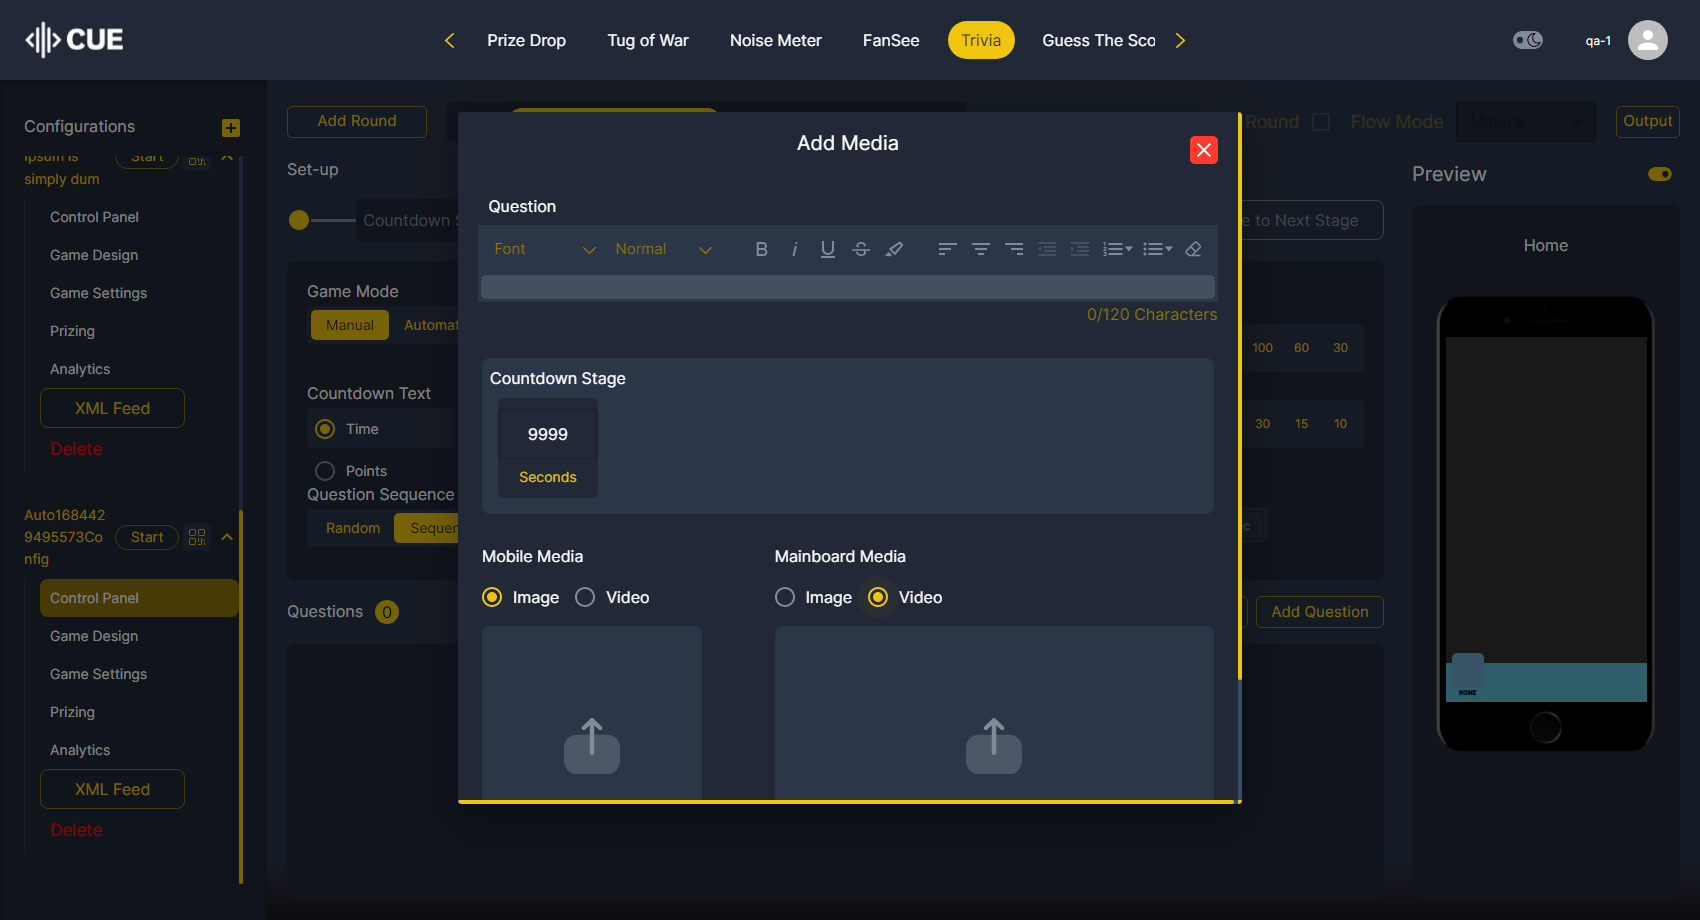 CUE
Prize Drop
Tug of War
Noise Meter
FanSee
Trivia
Guess The Sco
qa-1
Configurations
Add Round
Round
Flow Mode
Manual
Output
ipsum is
simply dum
Start
Control Panel
Game Design
Game Settings
Prizing
Analytics
XML Feed
Delete
Auto168442
9495573Co
nfig
Start
Control Panel
Game Design
Game Settings
Prizing
Analytics
XML Feed
Delete
Set-up
Countdown S
e to Next Stage
Game Mode
Manual
Automat
100
60
30
Countdown Text
Time
Points
30
15
10
Question Sequence
Random
Sequen
c
Questions
0
Add Question
Add Media
Question
Font
Normal
B
i
U
S
0/120 Characters
Countdown Stage
9999
Seconds
Mobile Media
Image
Video
Mainboard Media
Image
Video
Preview
Home
HOME